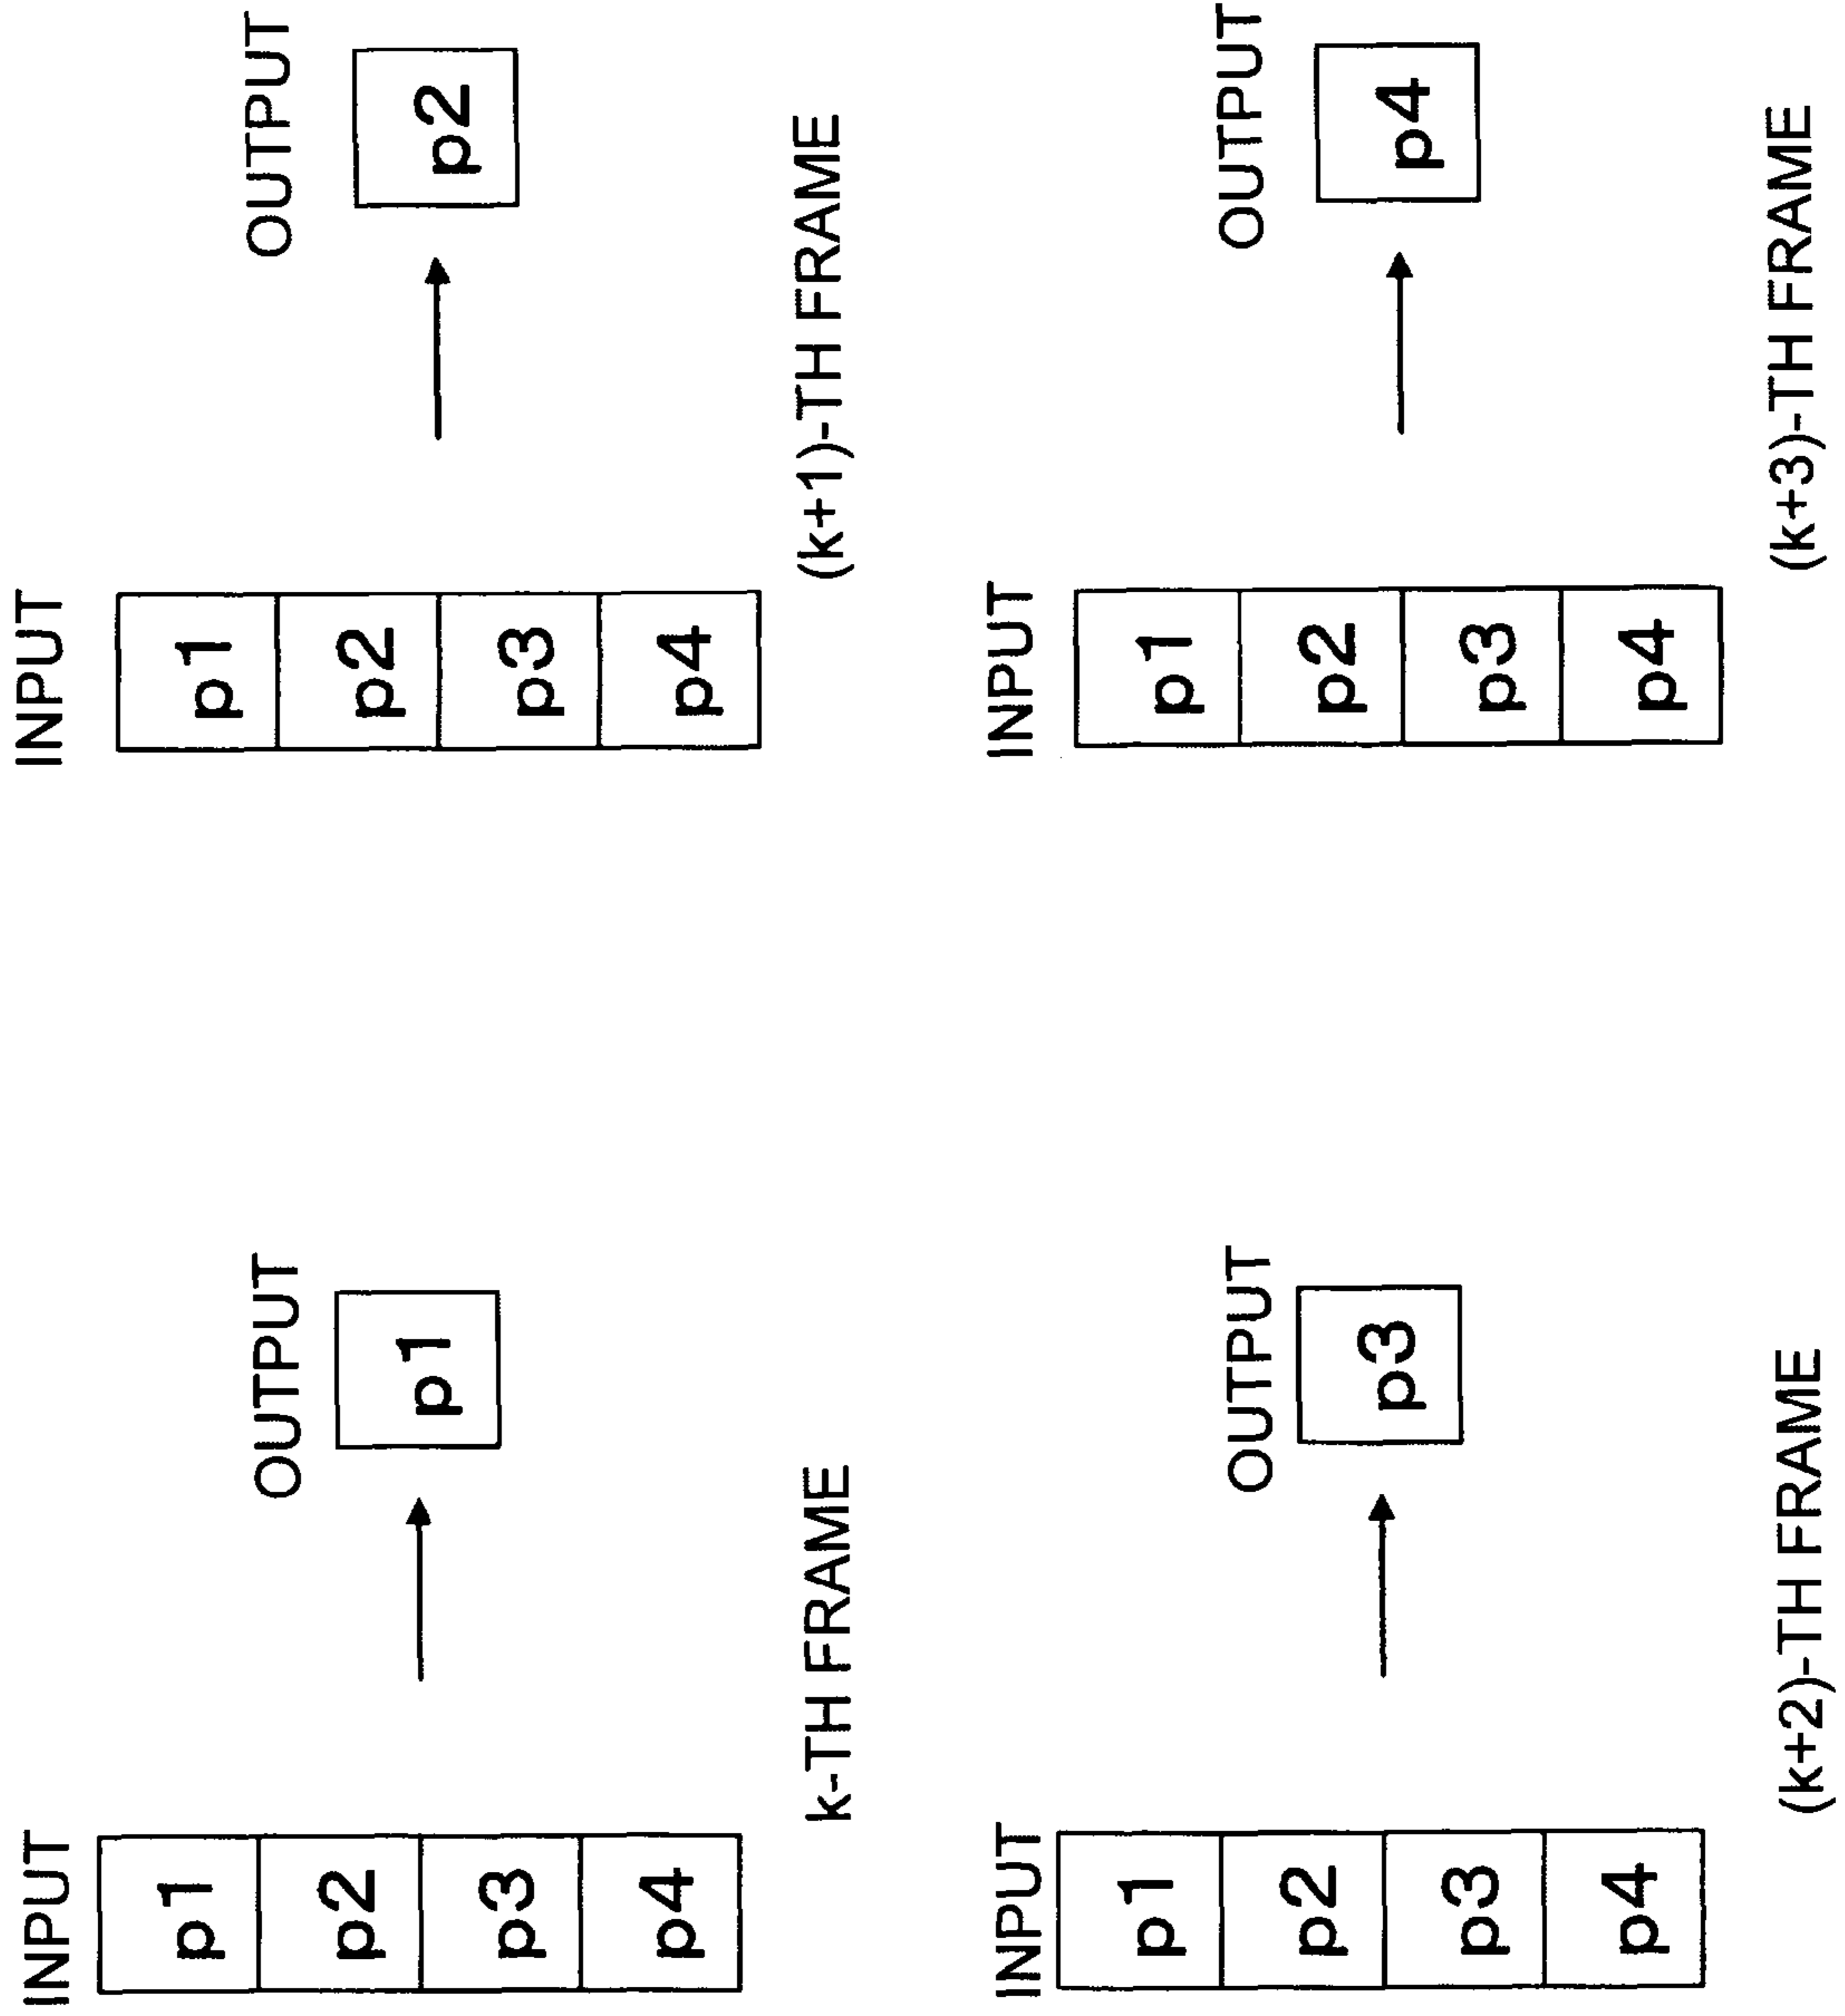 INPUT
OUTPUT
p1
p2
p3
p4
p1
k-TH FRAME
INPUT
OUTPUT
p1
p2
p3
p4
p2
(k+1)-TH FRAME
INPUT
OUTPUT
p1
p2
p3
p4
p3
(k+2)-TH FRAME
INPUT
OUTPUT
p1
p2
p3
p4
p4
(k+3)-TH FRAME